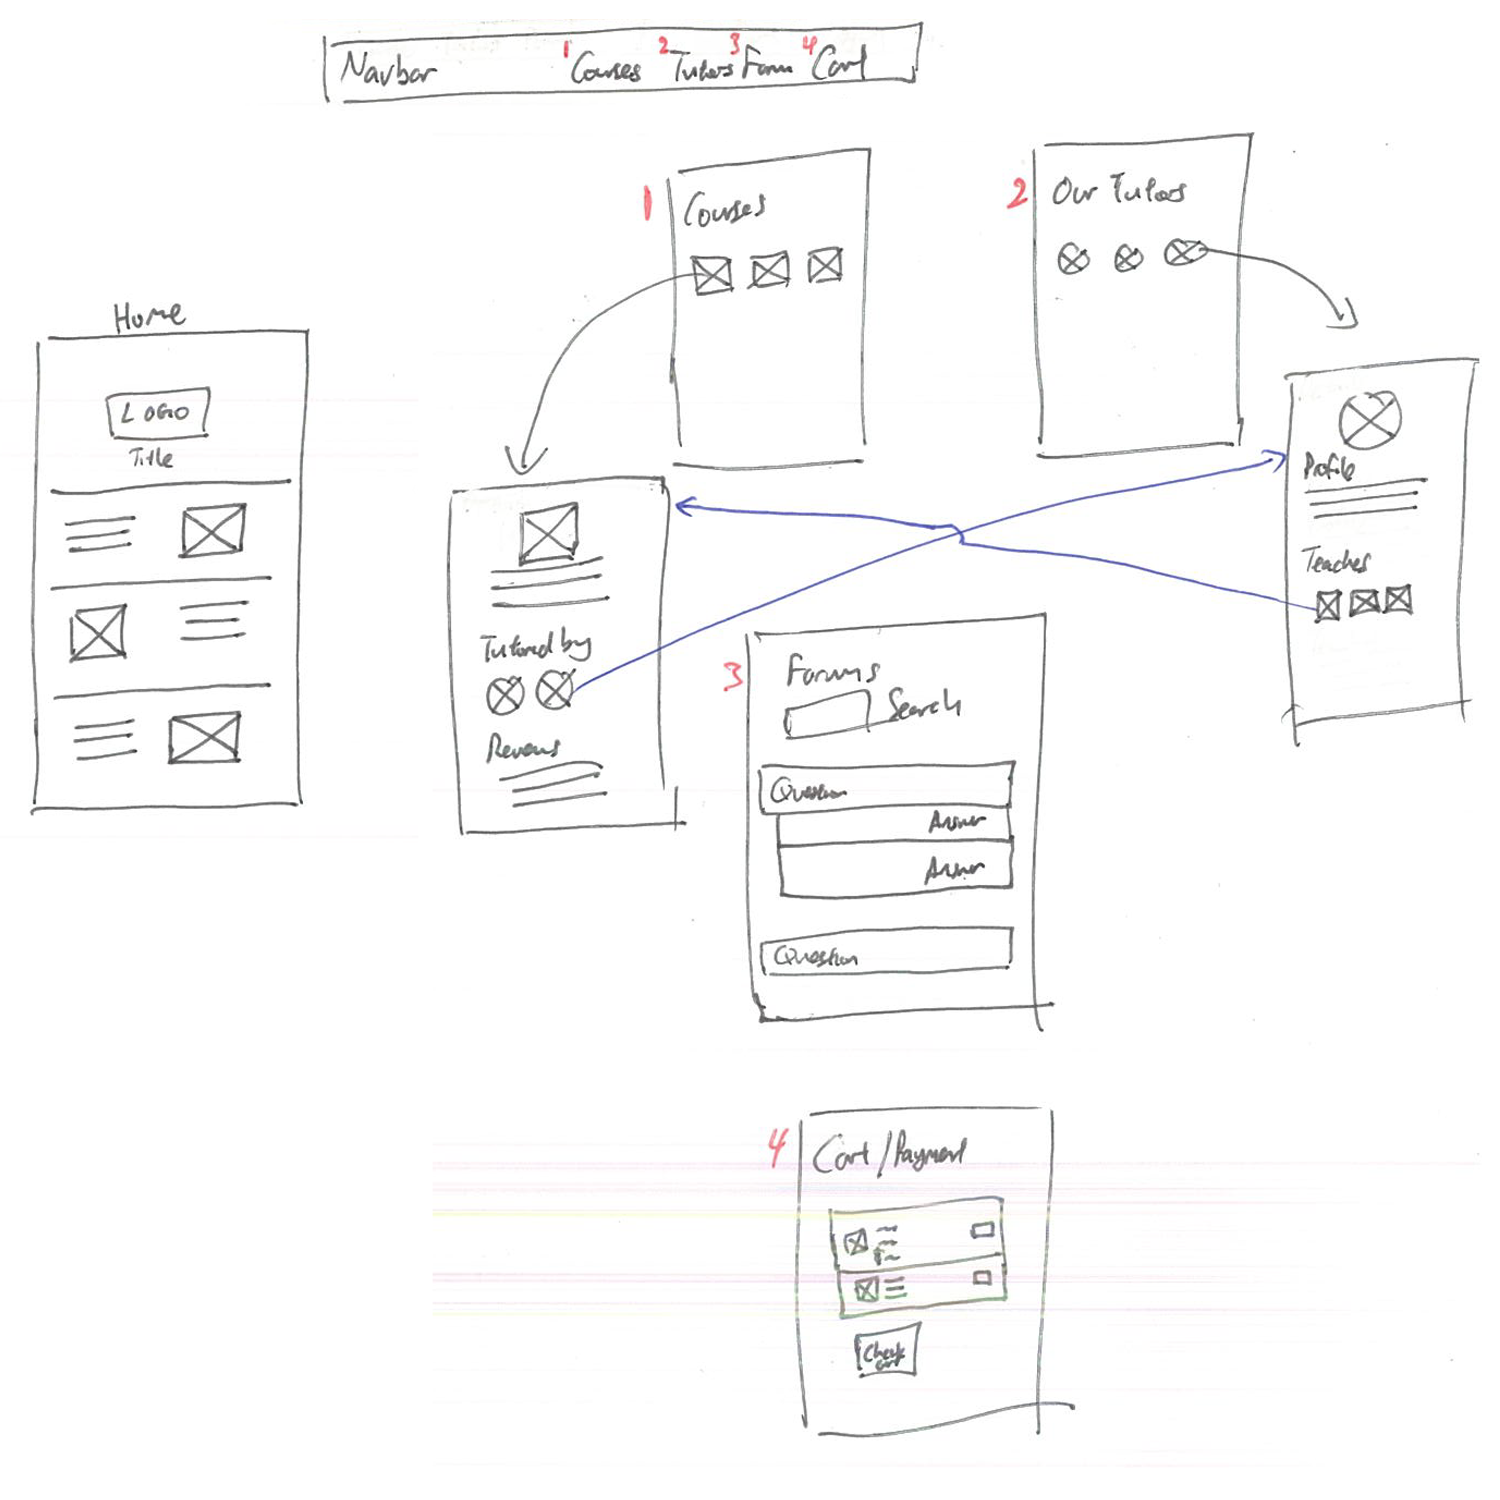 Navbar 1 Courses 2 Tutors 3 Forum 4 Cart
1 Courses
2 Our Tutors
Home
LOGO
Title
Tutored by
Reviews
Profile
Teaches
3 Forums
Search
Question
Answer
Answer
Question
4 Cart/Payment
Check
out